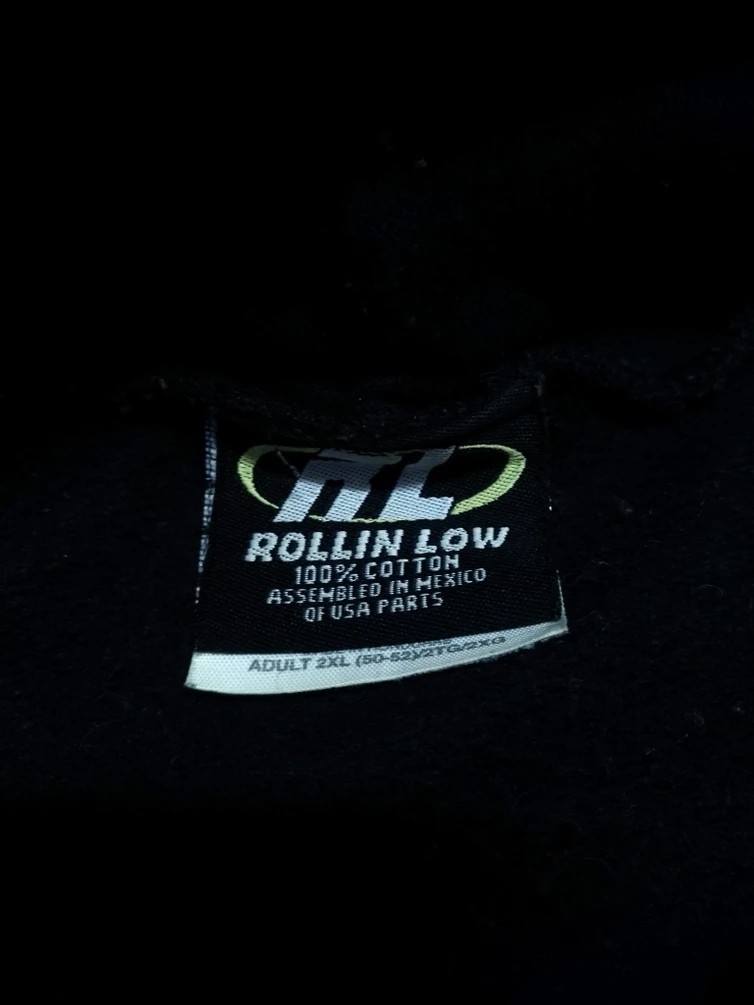 RL
ROLLIN LOW
100% COTTON
ASSEMBLED IN MEXICO
OF USA PARTS
ADULT 2XL (50-52)/2TG/2XG